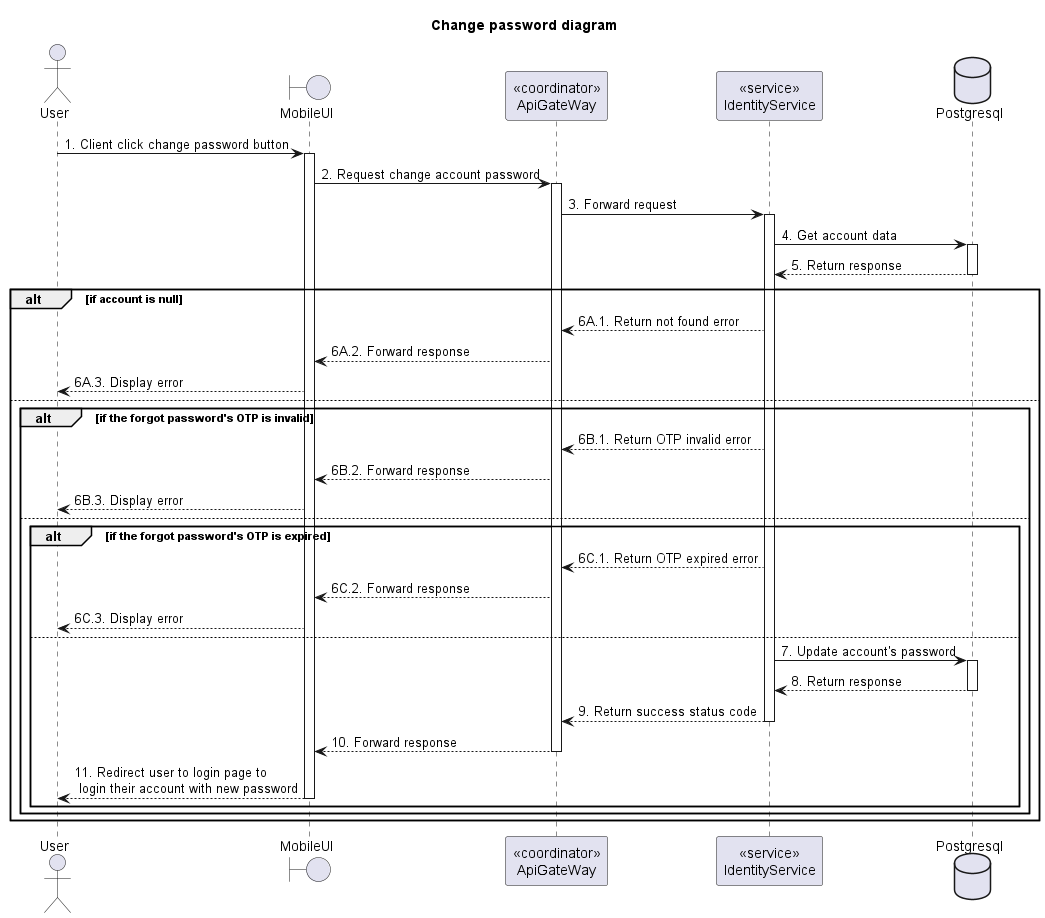 Change password diagram
User
MobileUI
«coordinator»
ApiGateWay
«service»
IdentityService
Postgresql
1. Client click change password button
2. Request change account password
3. Forward request
4. Get account data
5. Return response
alt
[if account is null]
6A.1. Return not found error
6A.2. Forward response
6A.3. Display error
alt
[if the forgot password's OTP is invalid]
6B.1. Return OTP invalid error
6B.2. Forward response
6B.3. Display error
alt
[if the forgot password's OTP is expired]
6C.1. Return OTP expired error
6C.2. Forward response
6C.3. Display error
7. Update account's password
8. Return response
9. Return success status code
10. Forward response
11. Redirect user to login page to
login their account with new password
User
MobileUI
«coordinator»
ApiGateWay
«service»
IdentityService
Postgresql